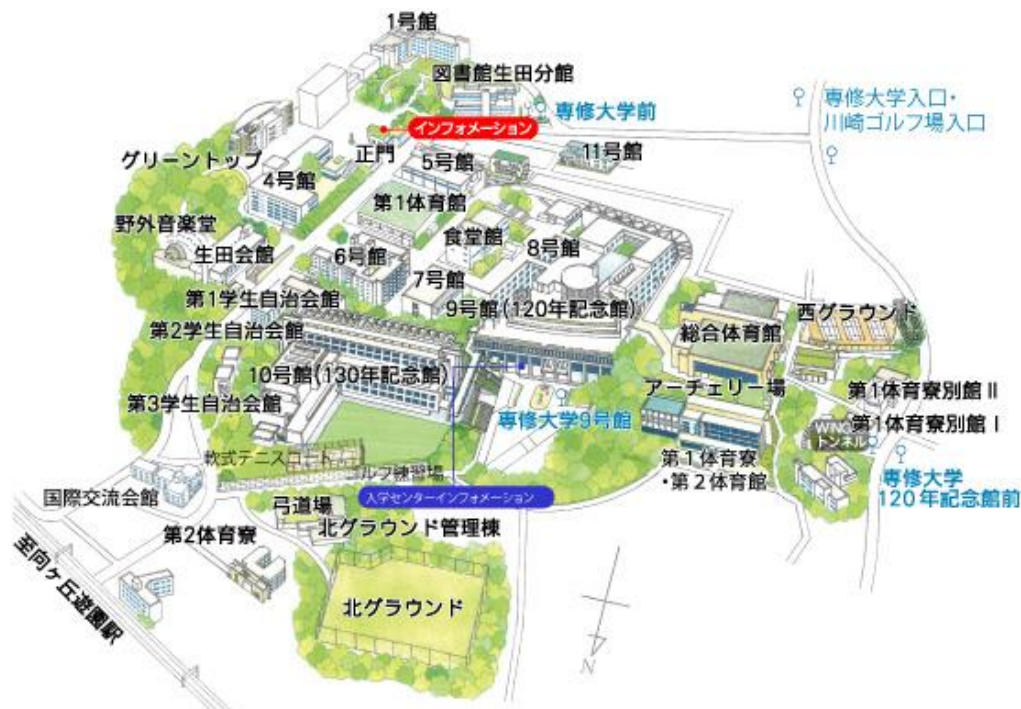 1号館
図書館生田分館
専修大学前
専修大学入口・
川崎ゴルフ場入口
インフォメーション
正門
5号館
11号館
グリーントップ
4号館
第1体育館
野外音楽堂
生田会館
6号館
食堂館
8号館
7号館
第1学生自治会館
9号館(120年記念館)
西グラウンド
総合体育館
第2学生自治会館
10号館(130年記念館)
アーチェリー場
第1体育寮別館Ⅱ
第3学生自治会館
専修大学9号館
第1体育寮別館Ⅰ
トンネル
軟式テニスコート
ゴルフ練習場
第1体育寮
・第2体育館
専修大学
120年記念館前
国際交流会館
入学センターインフォメーション
弓道場
北グラウンド管理棟
第2体育寮
至向ヶ丘遊園駅
北グラウンド
N